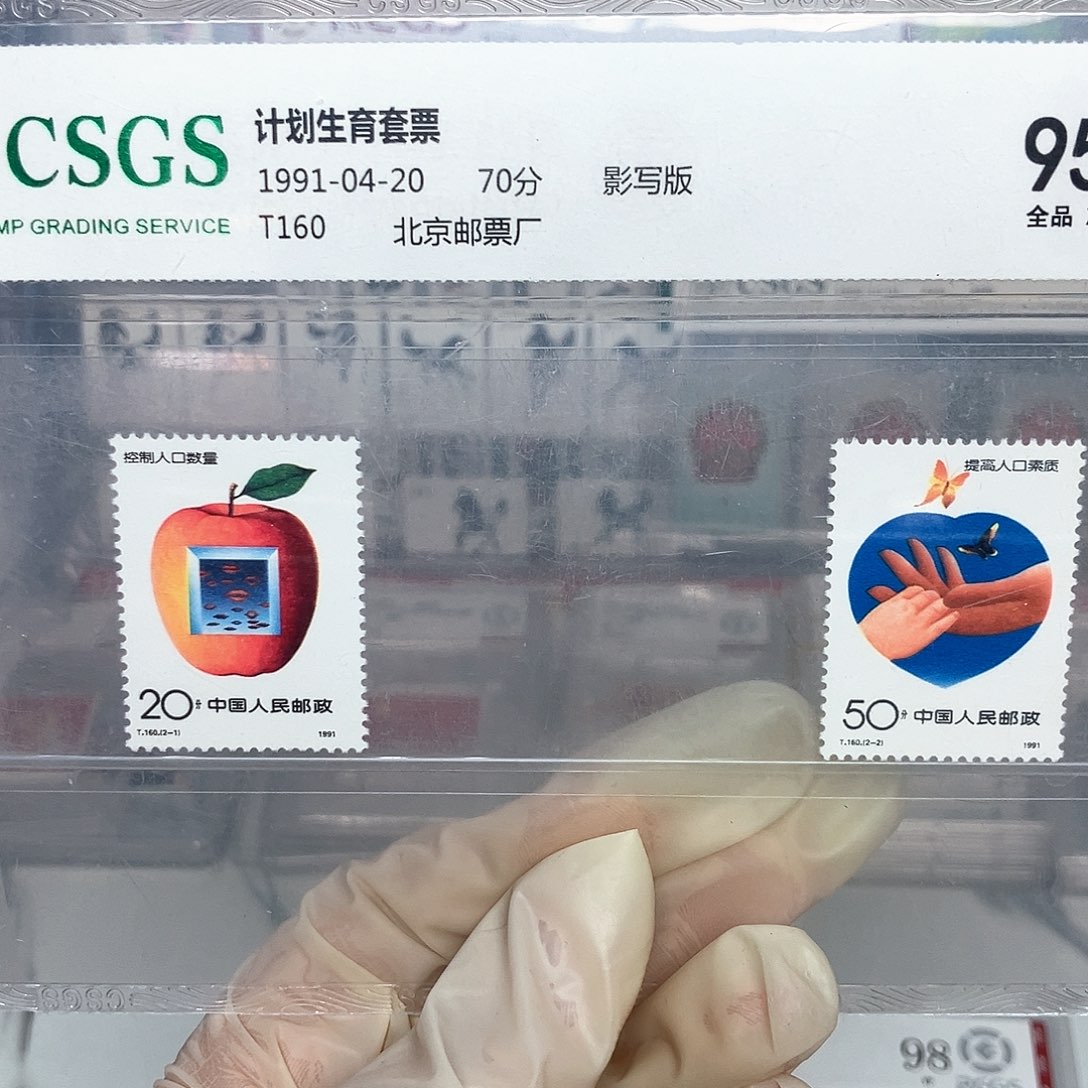 CSGS
MP GRADING SERVICE
计划生育套票
1991-04-20 70分 影写版
T160 北京邮票厂
95
全品
控制人口数量
20分 中国人民邮政
T.160.(2-1) 1991
提高人口素质
50分 中国人民邮政
T.160.(2-2) 1991
CSGS
98